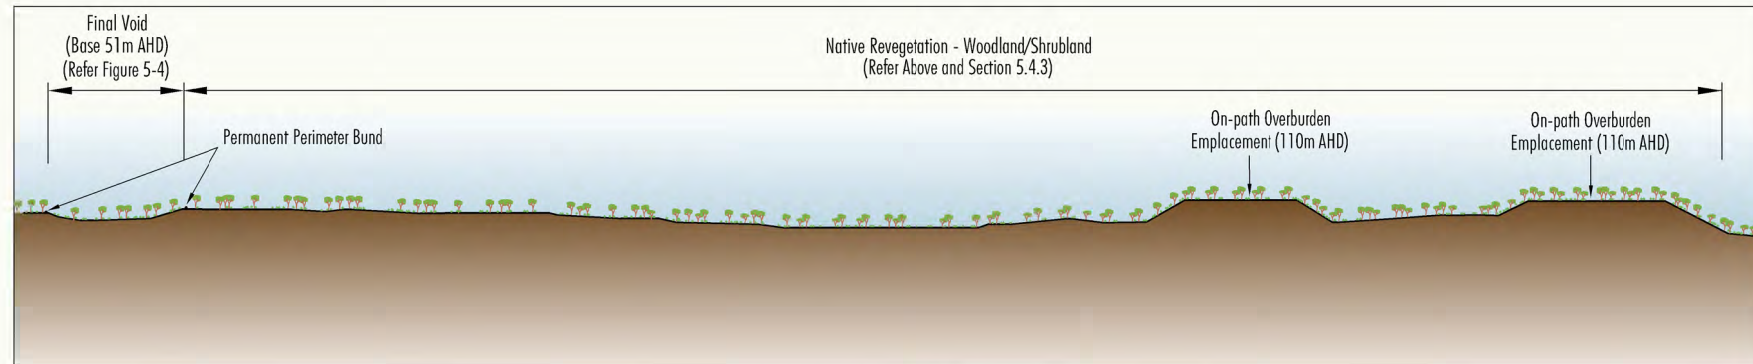 Final Void
(Base 51m AHD)
(Refer Figure 5-4)
Native Revegetation - Woodland/Shrubland
(Refer Above and Section 5.4.3)
Permanent Perimeter Bund
On-path Overburden
Emplacement (110m AHD)
On-path Overburden
Emplacement (110m AHD)